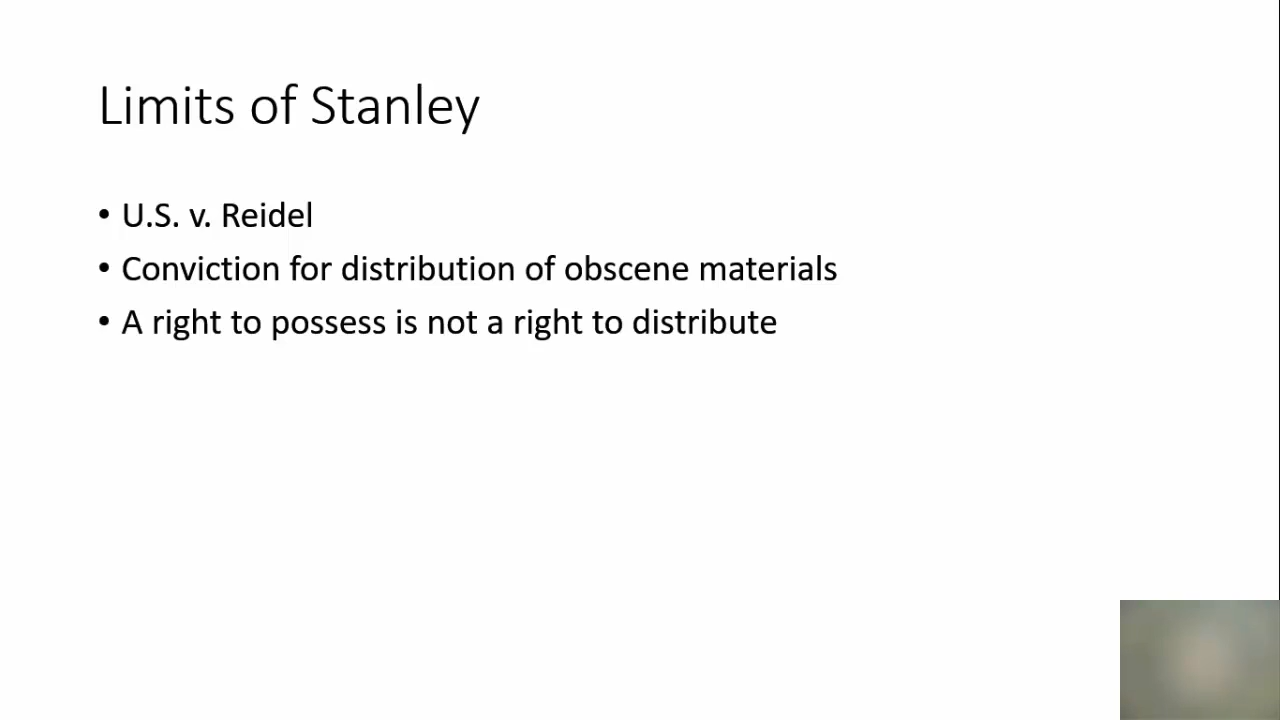 Limits of Stanley
• U.S. v. Reidel
• Conviction for distribution of obscene materials
• A right to possess is not a right to distribute